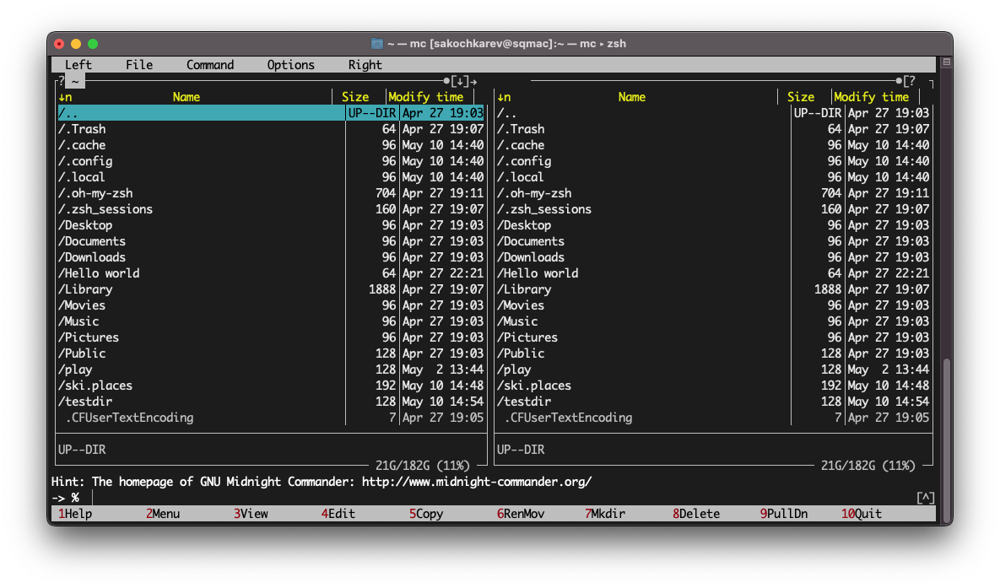 ~ — mc [sakochkarev@sqmac]:~ — mc ▸ zsh
Left File Command Options Right
? ~ [↓] [?
↓n Name Size Modify time ↓n Name Size Modify time
/.. UP--DIR Apr 27 19:03 /.. UP--DIR Apr 27 19:03
/.Trash 64 Apr 27 19:07 /.Trash 64 Apr 27 19:07
/.cache 96 May 10 14:40 /.cache 96 May 10 14:40
/.config 96 May 10 14:40 /.config 96 May 10 14:40
/.local 96 May 10 14:40 /.local 96 May 10 14:40
/.oh-my-zsh 704 Apr 27 19:11 /.oh-my-zsh 704 Apr 27 19:11
/.zsh_sessions 160 Apr 27 19:07 /.zsh_sessions 160 Apr 27 19:07
/Desktop 96 Apr 27 19:03 /Desktop 96 Apr 27 19:03
/Documents 96 Apr 27 19:03 /Documents 96 Apr 27 19:03
/Downloads 96 Apr 27 19:03 /Downloads 96 Apr 27 19:03
/Hello world 64 Apr 27 22:21 /Hello world 64 Apr 27 22:21
/Library 1888 Apr 27 19:07 /Library 1888 Apr 27 19:07
/Movies 96 Apr 27 19:03 /Movies 96 Apr 27 19:03
/Music 96 Apr 27 19:03 /Music 96 Apr 27 19:03
/Pictures 96 Apr 27 19:03 /Pictures 96 Apr 27 19:03
/Public 128 Apr 27 19:03 /Public 128 Apr 27 19:03
/play 128 May 2 13:44 /play 128 May 2 13:44
/ski.places 192 May 10 14:48 /ski.places 192 May 10 14:48
/testdir 128 May 10 14:54 /testdir 128 May 10 14:54
.CFUserTextEncoding 7 Apr 27 19:05 .CFUserTextEncoding 7 Apr 27 19:05
UP--DIR UP--DIR
21G/182G (11%) 21G/182G (11%)
Hint: The homepage of GNU Midnight Commander: http://www.midnight-commander.org/
-> % [^]
1Help 2Menu 3View 4Edit 5Copy 6RenMov 7Mkdir 8Delete 9PullDn 10Quit